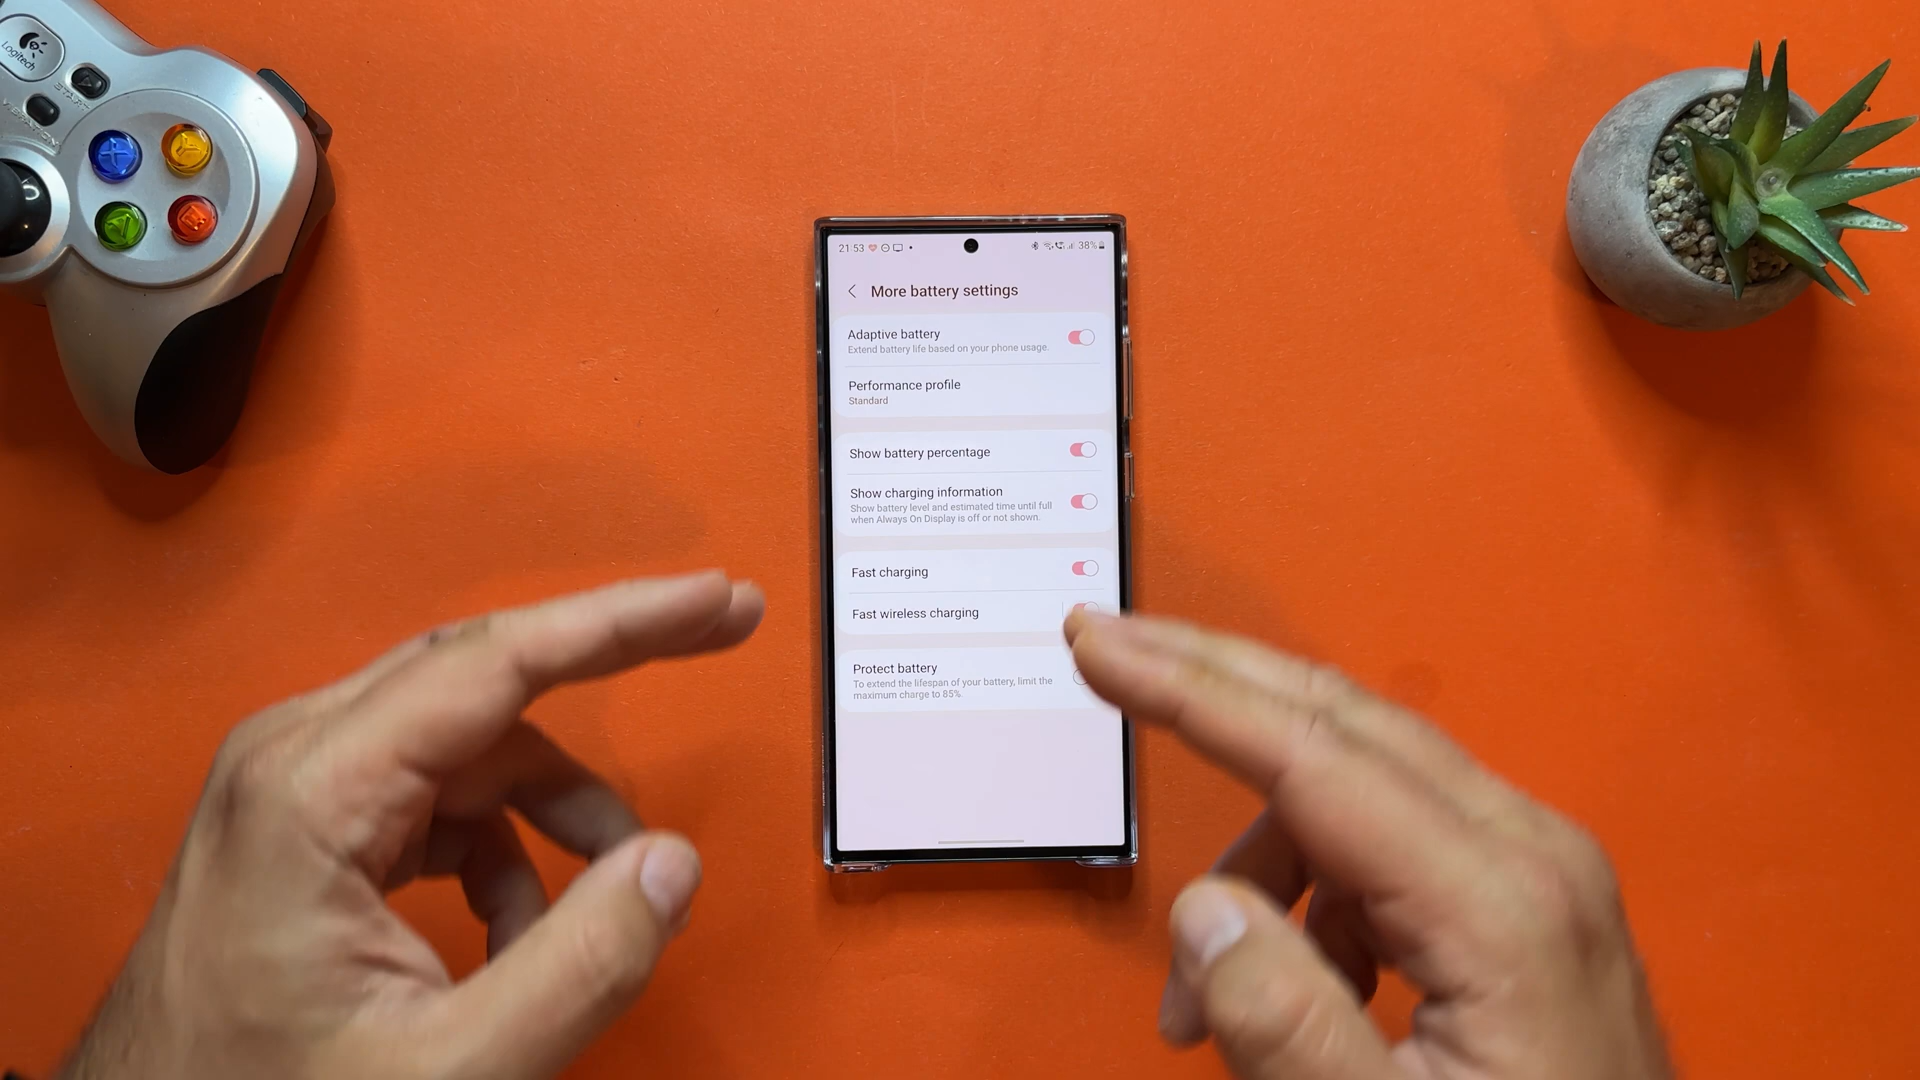 Logitech
START
VIBRATION
X
Y
A
B
21:53
38%
More battery settings
Adaptive battery
Extend battery life based on your phone usage.
Performance profile
Standard
Show battery percentage
Show charging information
Show battery level and estimated time until full
when Always On Display is off or not shown.
Fast charging
Fast wireless charging
Protect battery
To extend the lifespan of your battery, limit the
maximum charge to 85%.